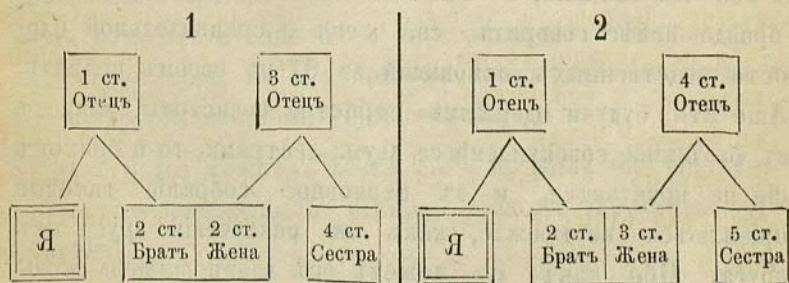 1
1 ст.
Отецъ
3 ст.
Отецъ
Я
2 ст.
Братъ
2 ст.
Жена
4 ст.
Сестра
2
1 ст.
Отецъ
4 ст.
Отецъ
Я
2 ст.
Братъ
3 ст.
Жена
5 ст.
Сестра